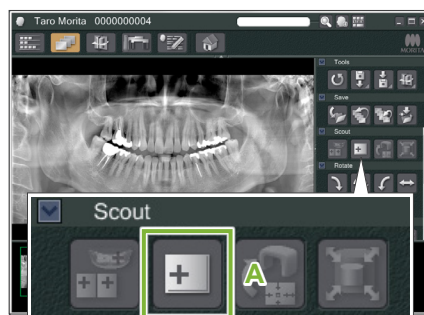 Taro Morita 0000000004
MORITA
Tools
Save
Scout
Rotate
Scout
A